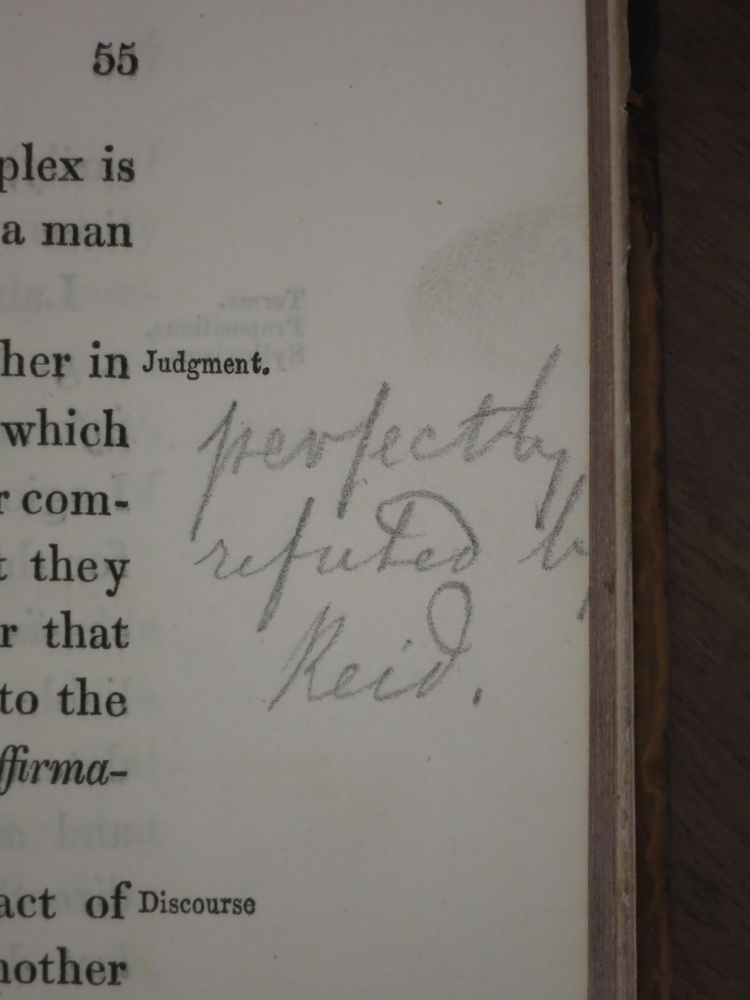 55
plex is
a man
her in Judgment.
which
perfectly
r com-
t they
refuted b
r that
Reid.
to the
ffirma-
act of Discourse
nother